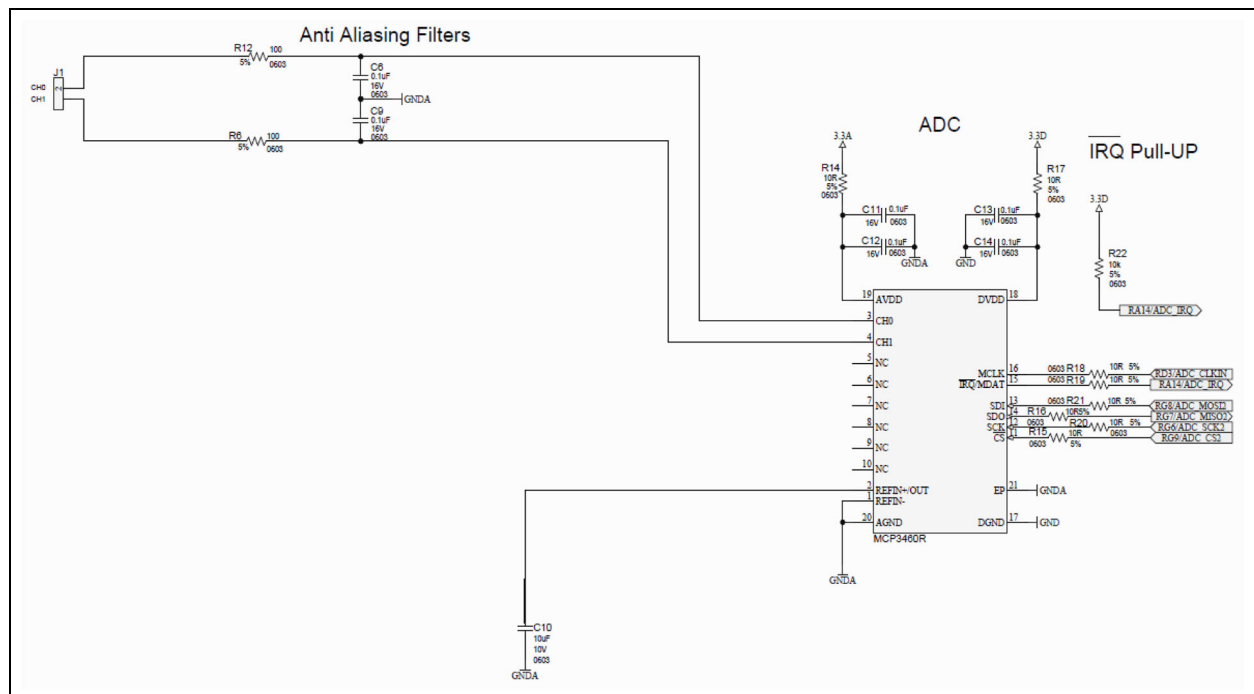 Anti Aliasing Filters
R12
100
5%
0603
J1
2
CH0
CH1
C6
0.1uF
16V
0603
GNDA
C9
0.1uF
16V
0603
R6
100
5%
0603
ADC
IRQ Pull-UP
3.3A
R14
10R
5%
0603
C11
0.1uF
16V
0603
C12
0.1uF
16V
0603
GNDA
3.3D
R17
10R
5%
0603
C13
0.1uF
16V
0603
C14
0.1uF
16V
0603
GND
3.3D
R22
10k
5%
0603
RA14/ADC_IRQ
19 AVDD
DVDD 18
3 CH0
4 CH1
5 NC
6 NC
7 NC
8 NC
9 NC
10 NC
2 REFIN+/OUT
1 REFIN-
20 AGND
MCLK 16
IRQ/MDAT 15
SDI 13
SDO 14
SCK 12
CS 11
EP 21
DGND 17
MCP3460R
0603 R18 10R 5% RD3/ADC_CLKIN
0603 R19 10R 5% RA14/ADC_IRQ
0603 R21 10R 5% RG8/ADC_MOSI2
0603 R16 10R5% RG7/ADC_MISO2
R20 10R 5% 0603 RG6/ADC_SCK2
0603 R15 10R 5% RG9/ADC_CS2
GNDA
GND
GNDA
C10
10uF
10V
0603
GNDA